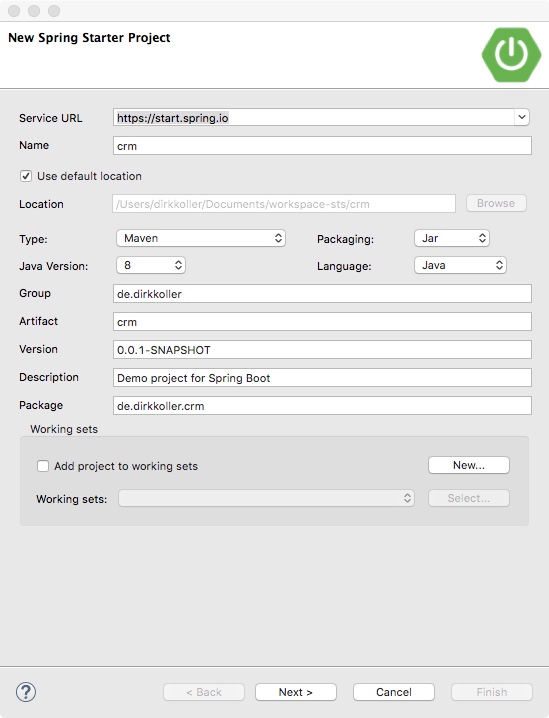 New Spring Starter Project
Service URL https://start.spring.io
Name crm
Use default location
Location /Users/dirkkoller/Documents/workspace-sts/crm Browse
Type: Maven Packaging: Jar
Java Version: 8 Language: Java
Group de.dirkkoller
Artifact crm
Version 0.0.1-SNAPSHOT
Description Demo project for Spring Boot
Package de.dirkkoller.crm
Working sets
Add project to working sets New...
Working sets: Select...
? < Back Next > Cancel Finish